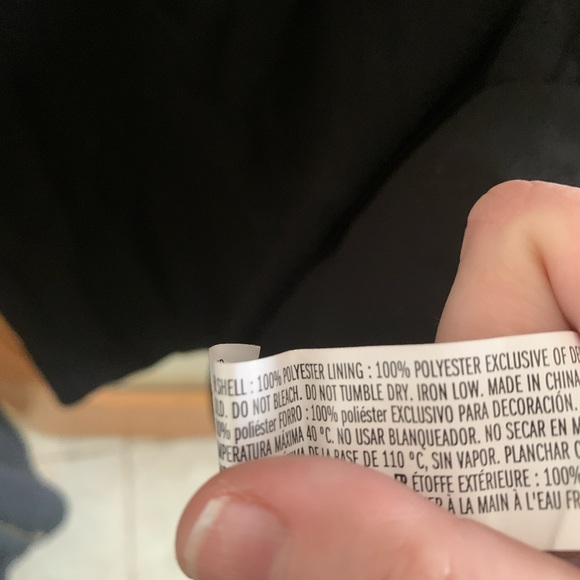 SHELL : 100% POLYESTER LINING : 100% POLYESTER EXCLUSIVE OF
DO NOT BLEACH. DO NOT TUMBLE DRY. IRON LOW. MADE IN CHINA
poliéster FORRO : 100% poliéster EXCLUSIVO PARA DECORACIÓN.
MÁXIMA 40 °C. NO USAR BLANQUEADOR. NO SECAR EN
DE LA BASE DE 110 °C, SIN VAPOR. PLANCHAR
ÉTOFFE EXTÉRIEURE : 100%
À LA MAIN À L'EAU